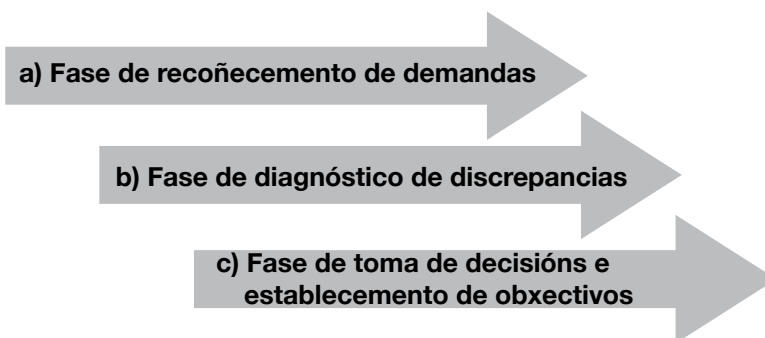 a) Fase de recoñecemento de demandas
b) Fase de diagnóstico de discrepancias
c) Fase de toma de decisións e
establecemento de obxectivos